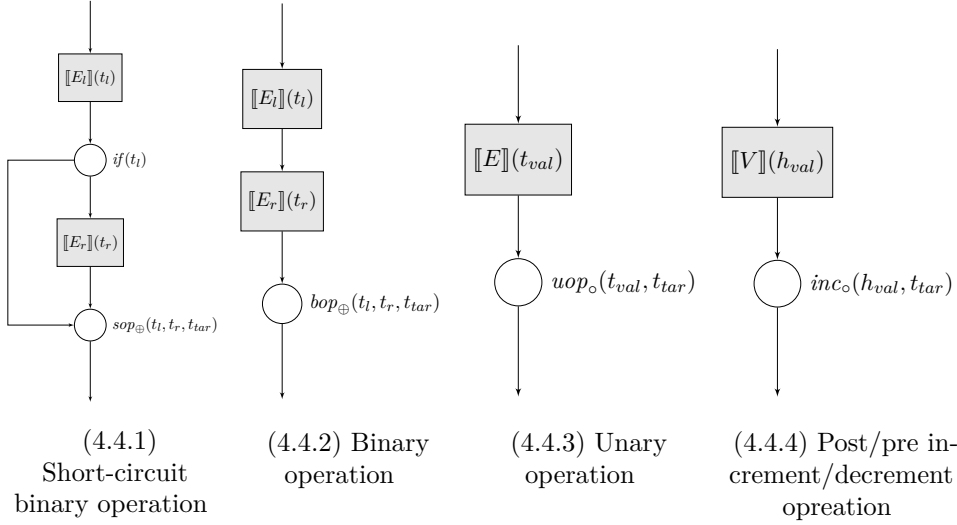 ⟦E_l⟧(t_l)
if(t_l)
⟦E_r⟧(t_r)
sop_⊕(t_l, t_r, t_tar)
(4.4.1)
Short-circuit
binary operation
⟦E_l⟧(t_l)
⟦E_r⟧(t_r)
bop_⊕(t_l, t_r, t_tar)
(4.4.2) Binary
operation
⟦E⟧(t_val)
uop_∘(t_val, t_tar)
(4.4.3) Unary
operation
⟦V⟧(h_val)
inc_∘(h_val, t_tar)
(4.4.4) Post/pre in-
crement/decrement
opreation